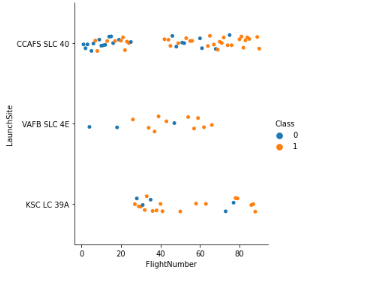 CCAFS SLC 40
VAFB SLC 4E
KSC LC 39A
LaunchSite
0
20
40
60
80
FlightNumber
Class
0
1